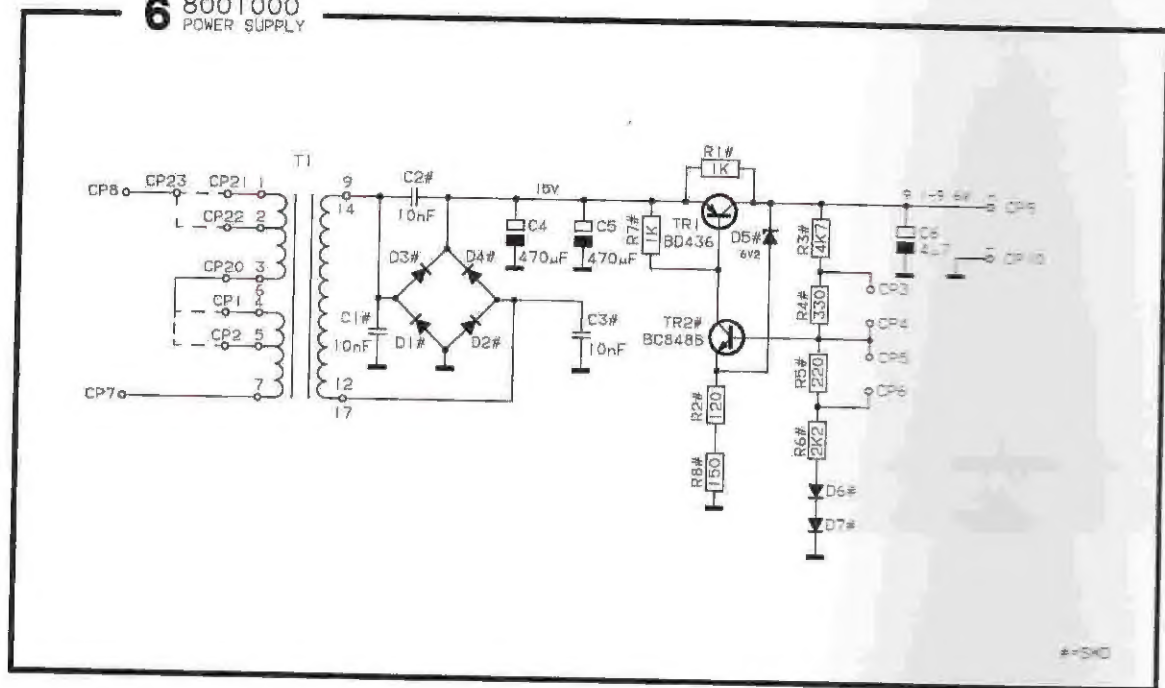 6 8001000
POWER SUPPLY
T1
CP8
CP23
CP21
1
CP22
2
CP20
3
6
CP1
4
CP2
5
CP7
7
9
14
12
17
C2#
10nF
D3#
D4#
D1#
D2#
C1#
10nF
C3#
10nF
15V
C4
470µF
C5
470µF
R7#
1K
R1#
1K
TR1
BD436
D5#
6V2
TR2#
BC848B
R2#
120
R8#
150
R3#
4K7
R4#
330
R5#
220
R6#
2K2
D6#
D7#
CP3
CP4
CP6
C6
4µ7
CP10
#=SMD